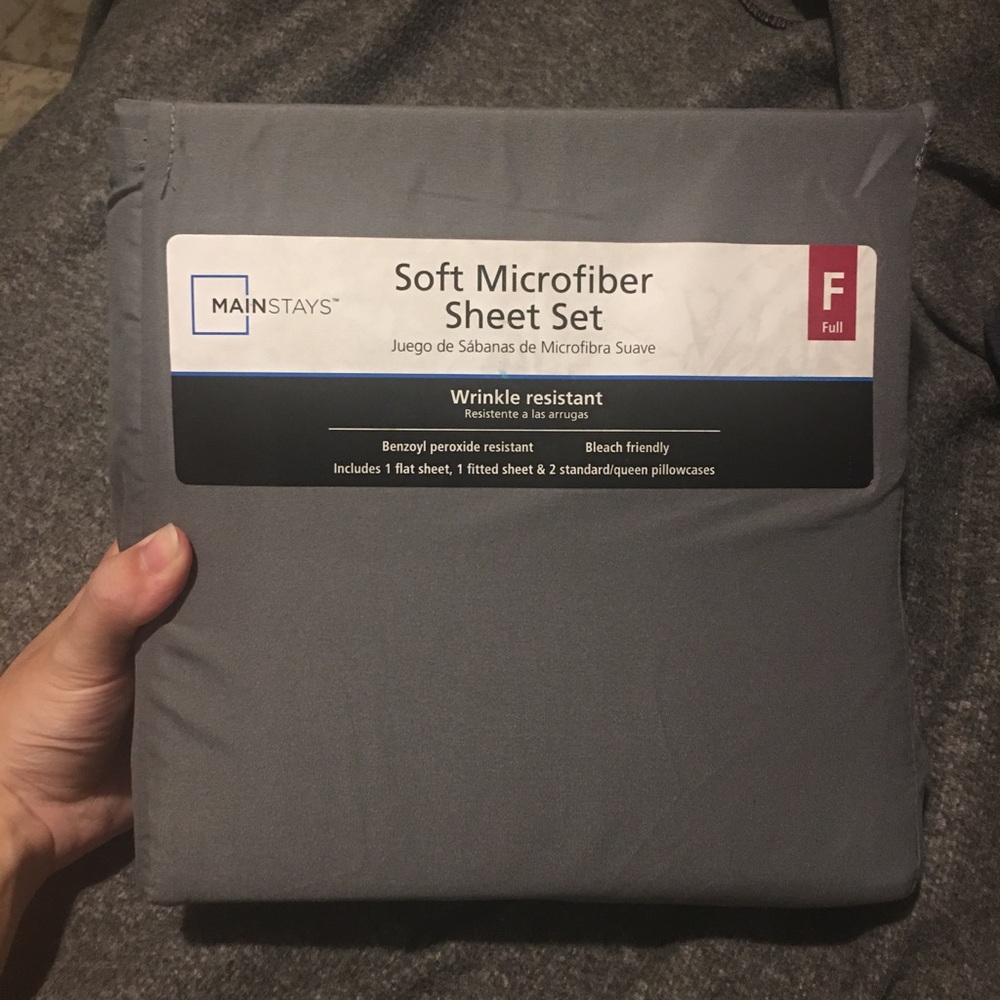 MAINSTAYS™
Soft Microfiber
Sheet Set
Juego de Sábanas de Microfibra Suave
F
Full
Wrinkle resistant
Resistente a las arrugas
Benzoyl peroxide resistant Bleach friendly
Includes 1 flat sheet, 1 fitted sheet & 2 standard/queen pillowcases